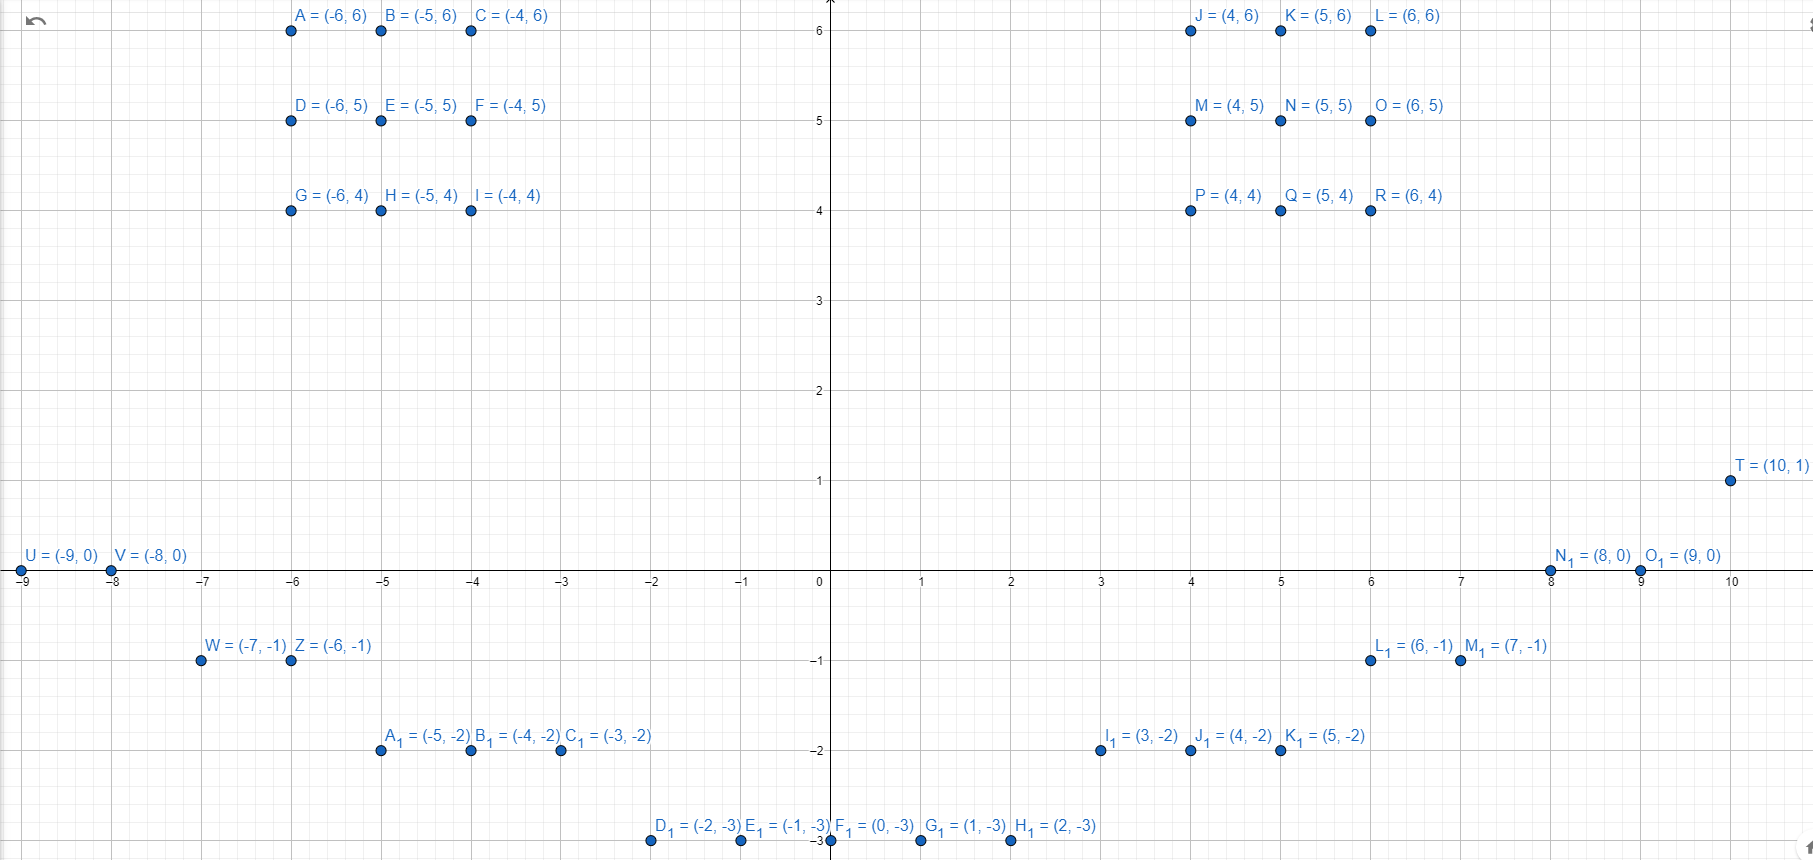 A = (-6, 6) B = (-5, 6) C = (-4, 6) J = (4, 6) K = (5, 6) L = (6, 6)
6
D = (-6, 5) E = (-5, 5) F = (-4, 5) M = (4, 5) N = (5, 5) O = (6, 5)
5
G = (-6, 4) H = (-5, 4) I = (-4, 4) P = (4, 4) Q = (5, 4) R = (6, 4)
4
3
2
T = (10, 1)
1
U = (-9, 0) V = (-8, 0) N₁ = (8, 0) O₁ = (9, 0)
–9 –8 –7 –6 –5 –4 –3 –2 –1 0 1 2 3 4 5 6 7 8 9 10
W = (-7, -1) Z = (-6, -1) L₁ = (6, -1) M₁ = (7, -1)
–1
A₁ = (-5, -2) B₁ = (-4, -2) C₁ = (-3, -2) I₁ = (3, -2) J₁ = (4, -2) K₁ = (5, -2)
–2
D₁ = (-2, -3) E₁ = (-1, -3) F₁ = (0, -3) G₁ = (1, -3) H₁ = (2, -3)
–3